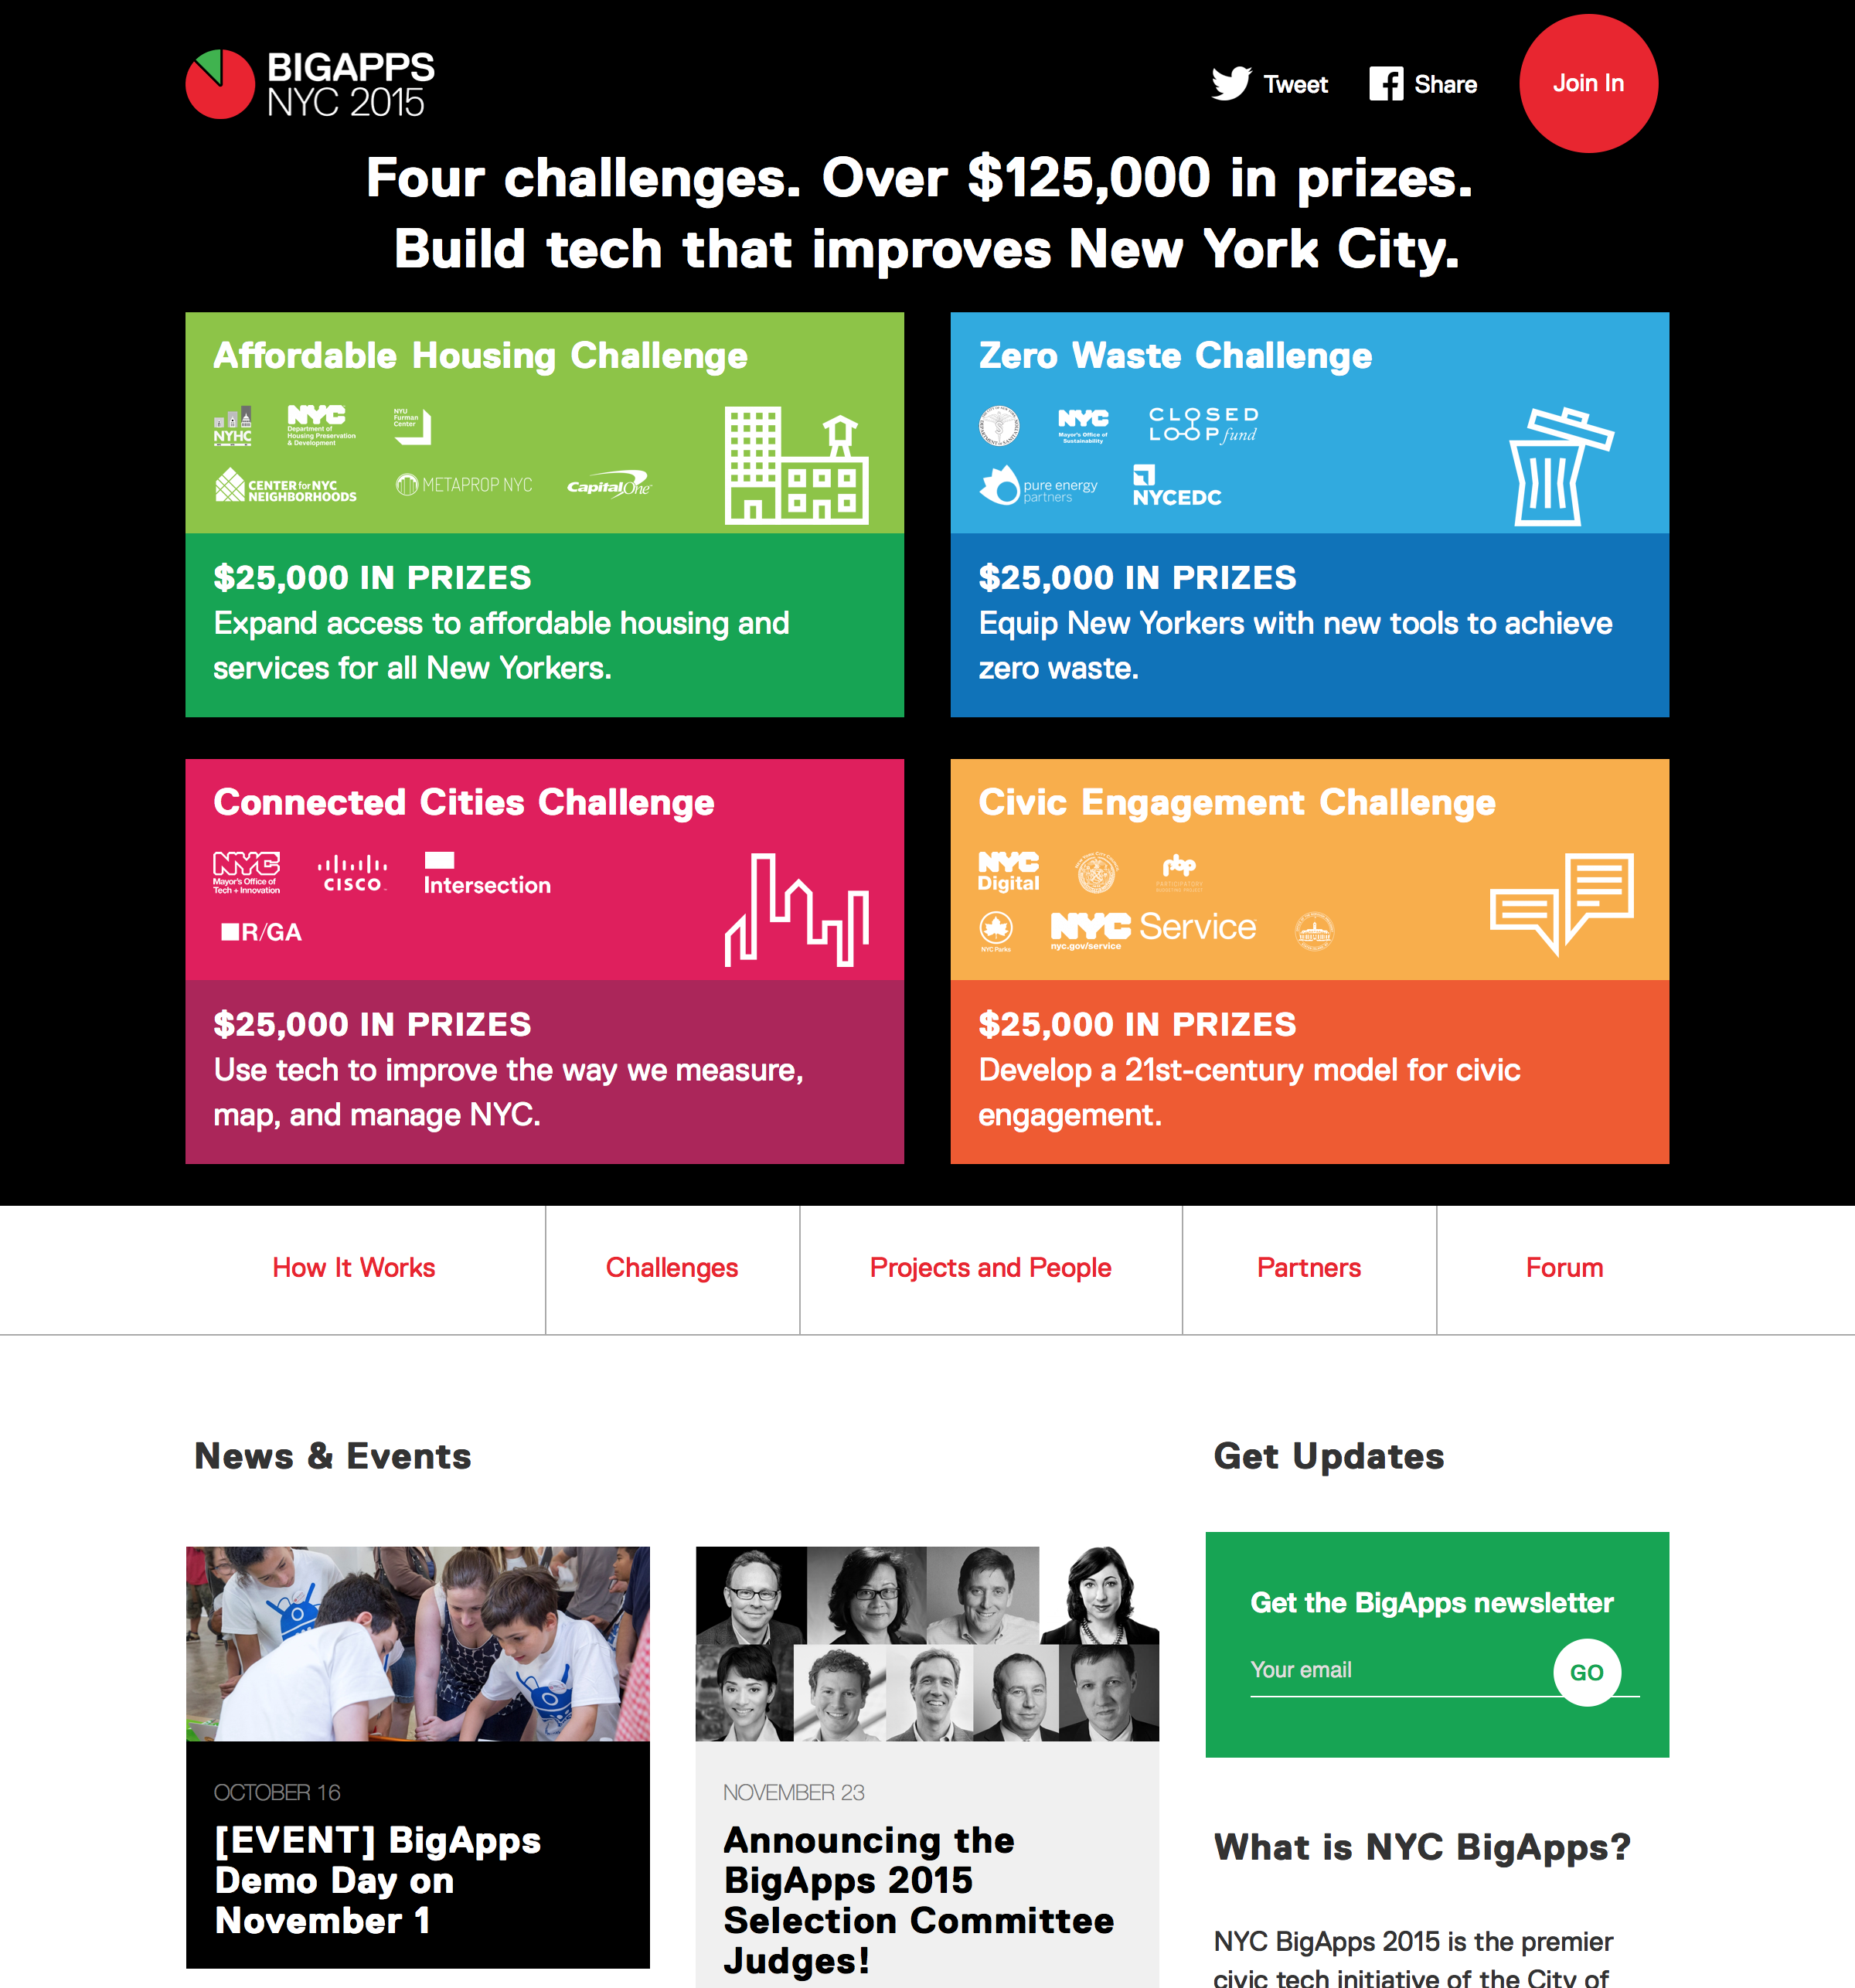 BIGAPPS
NYC 2015
Tweet
Share
Join In
Four challenges. Over $125,000 in prizes.
Build tech that improves New York City.
Affordable Housing Challenge
NYHC
NYC
Department of
Housing Preservation
& Development
NYU
Furman
Center
CENTER for NYC
NEIGHBORHOODS
METAPROP NYC
Capital One
$25,000 IN PRIZES
Expand access to affordable housing and
services for all New Yorkers.
Zero Waste Challenge
NYC
Mayor's Office of
Sustainability
CLOSED
LOOP fund
pure energy
partners
NYCEDC
$25,000 IN PRIZES
Equip New Yorkers with new tools to achieve
zero waste.
Connected Cities Challenge
NYC
Mayor's Office of
Tech + Innovation
CISCO
Intersection
R/GA
$25,000 IN PRIZES
Use tech to improve the way we measure,
map, and manage NYC.
Civic Engagement Challenge
NYC
Digital
pbp
NYC Parks
NYC Service
nyc.gov/service
$25,000 IN PRIZES
Develop a 21st-century model for civic
engagement.
How It Works
Challenges
Projects and People
Partners
Forum
News & Events
OCTOBER 16
[EVENT] BigApps
Demo Day on
November 1
NOVEMBER 23
Announcing the
BigApps 2015
Selection Committee
Judges!
Get Updates
Get the BigApps newsletter
Your email
GO
What is NYC BigApps?
NYC BigApps 2015 is the premier
civic tech initiative of the City of